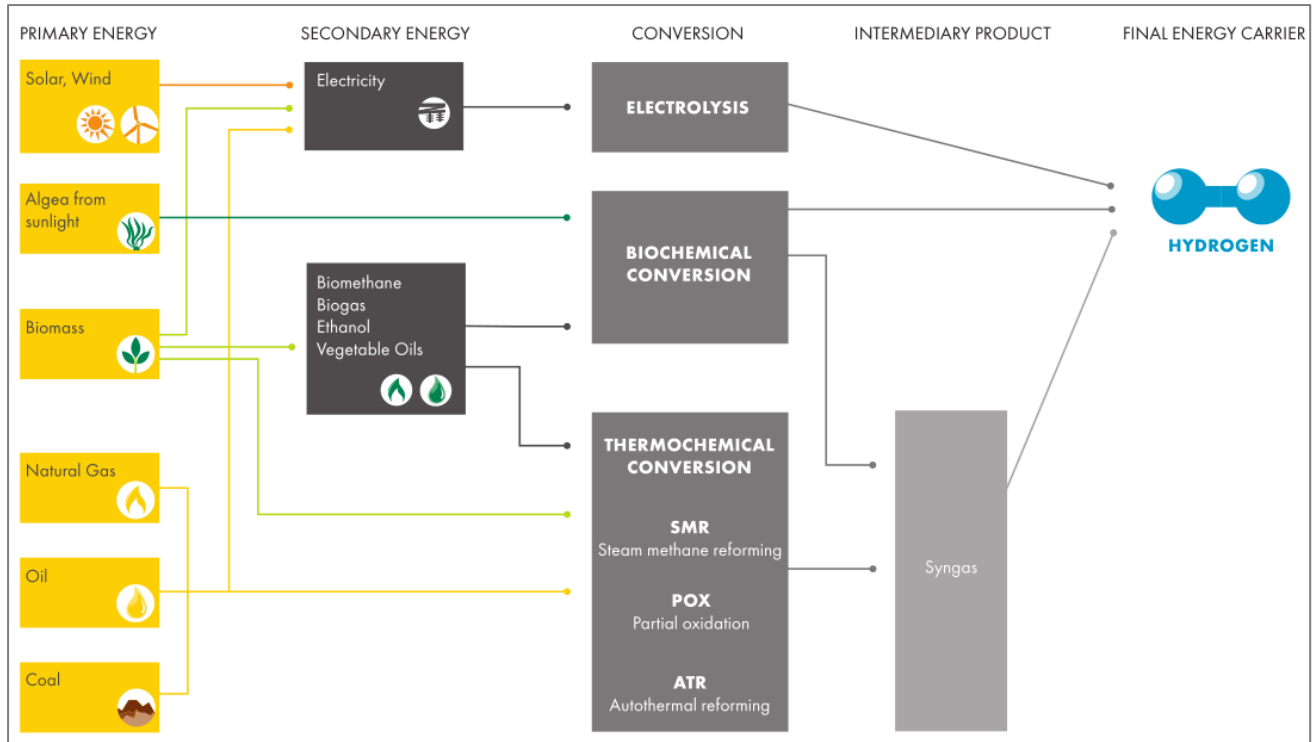 PRIMARY ENERGY
SECONDARY ENERGY
CONVERSION
INTERMEDIARY PRODUCT
FINAL ENERGY CARRIER
Solar, Wind
Electricity
ELECTROLYSIS
Algea from
sunlight
BIOCHEMICAL
CONVERSION
HYDROGEN
Biomethane
Biogas
Ethanol
Vegetable Oils
Biomass
Natural Gas
THERMOCHEMICAL
CONVERSION
SMR
Steam methane reforming
POX
Partial oxidation
ATR
Autothermal reforming
Syngas
Oil
Coal